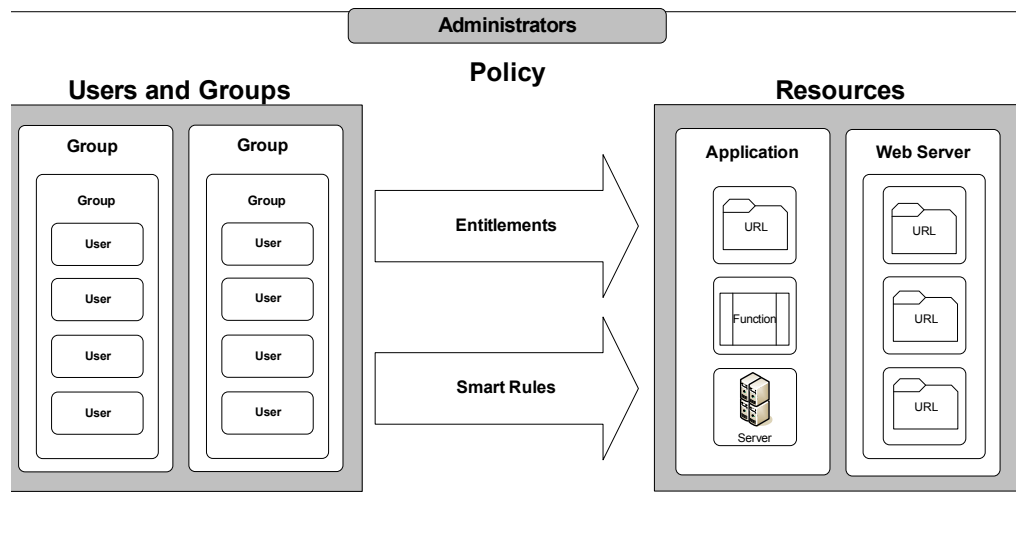 Administrators
Policy
Users and Groups
Resources
Group
Group
User
User
User
User
Group
Group
User
User
User
User
Entitlements
Smart Rules
Application
URL
Function
Server
Web Server
URL
URL
URL